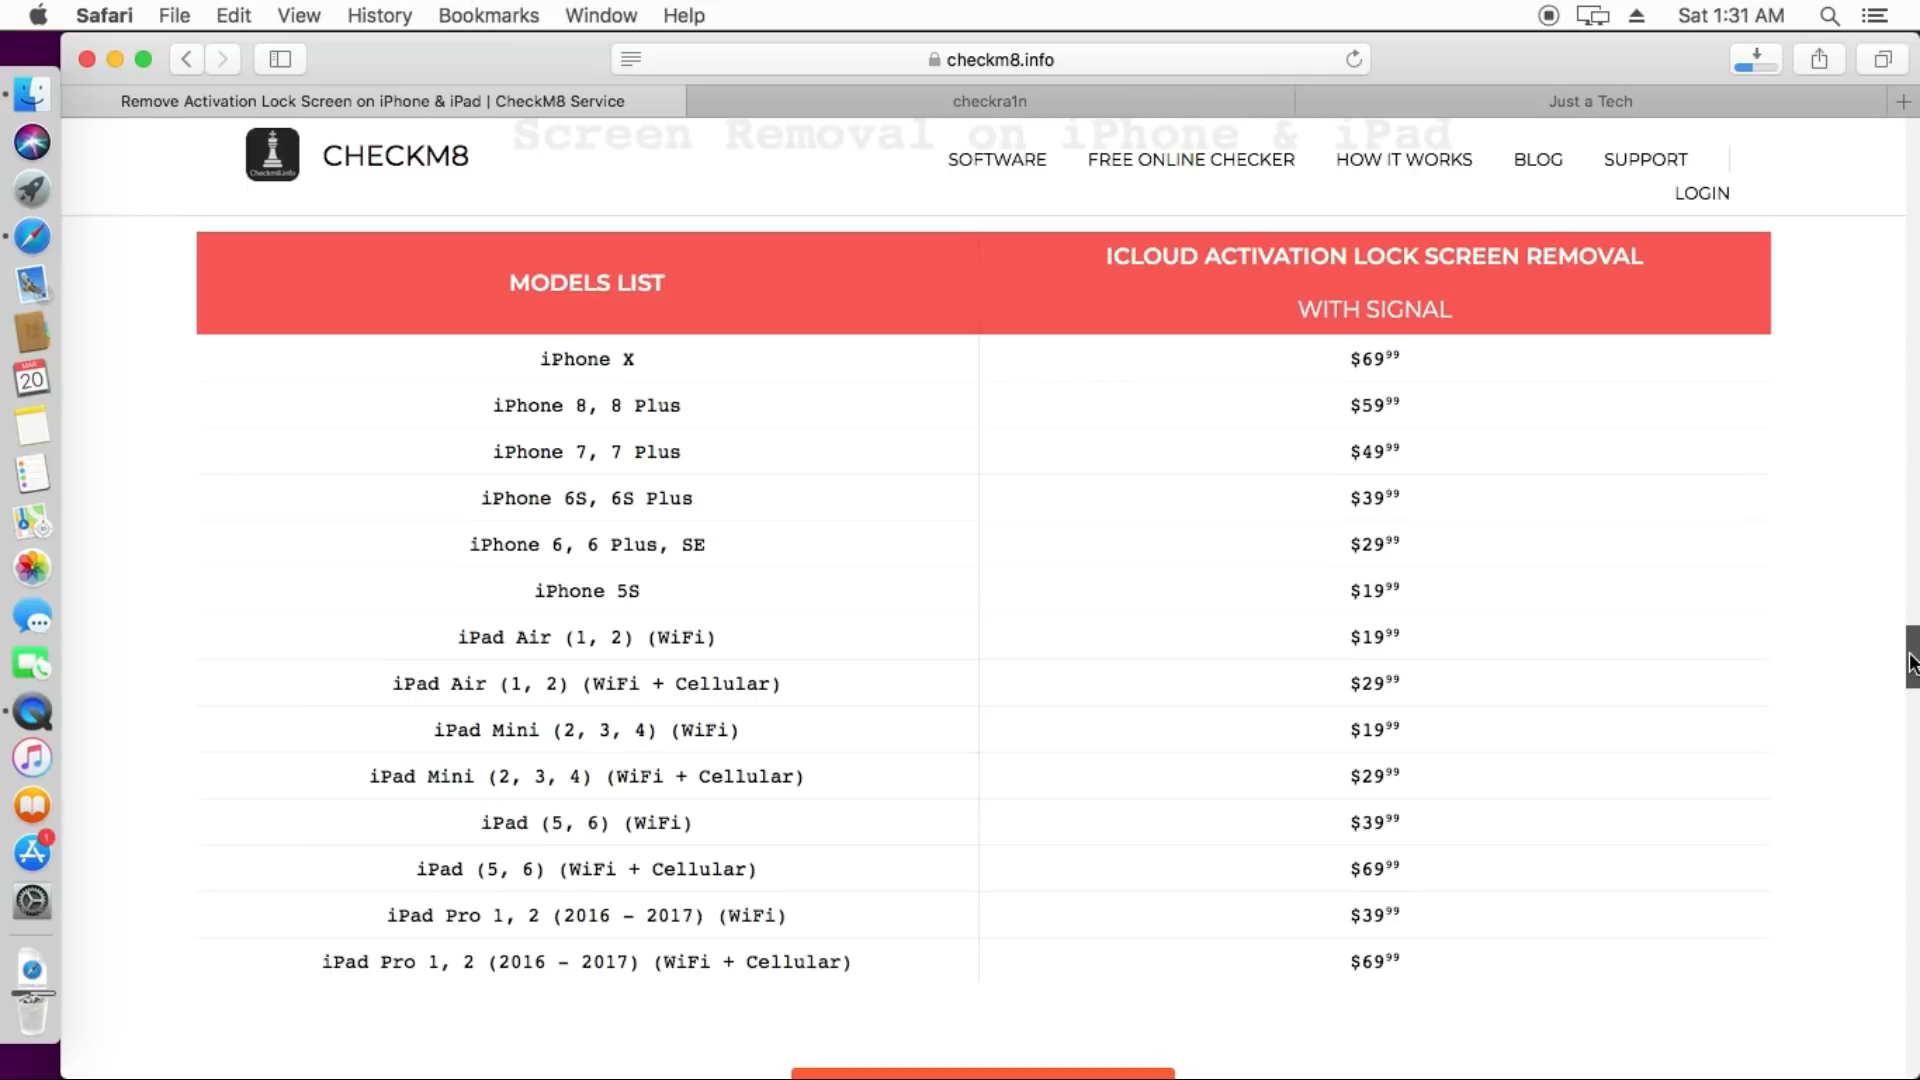 Safari File Edit View History Bookmarks Window Help Sat 1:31 AM
checkm8.info
Remove Activation Lock Screen on iPhone & iPad | CheckM8 Service checkra1n Just a Tech
Screen Removal on iPhone & iPad
Checkm8.info
CHECKM8
SOFTWARE FREE ONLINE CHECKER HOW IT WORKS BLOG SUPPORT
LOGIN
MODELS LIST
ICLOUD ACTIVATION LOCK SCREEN REMOVAL
WITH SIGNAL
iPhone X $69⁹⁹
iPhone 8, 8 Plus $59⁹⁹
iPhone 7, 7 Plus $49⁹⁹
iPhone 6S, 6S Plus $39⁹⁹
iPhone 6, 6 Plus, SE $29⁹⁹
iPhone 5S $19⁹⁹
iPad Air (1, 2) (WiFi) $19⁹⁹
iPad Air (1, 2) (WiFi + Cellular) $29⁹⁹
iPad Mini (2, 3, 4) (WiFi) $19⁹⁹
iPad Mini (2, 3, 4) (WiFi + Cellular) $29⁹⁹
iPad (5, 6) (WiFi) $39⁹⁹
iPad (5, 6) (WiFi + Cellular) $69⁹⁹
iPad Pro 1, 2 (2016 - 2017) (WiFi) $39⁹⁹
iPad Pro 1, 2 (2016 - 2017) (WiFi + Cellular) $69⁹⁹
MAR
20
1